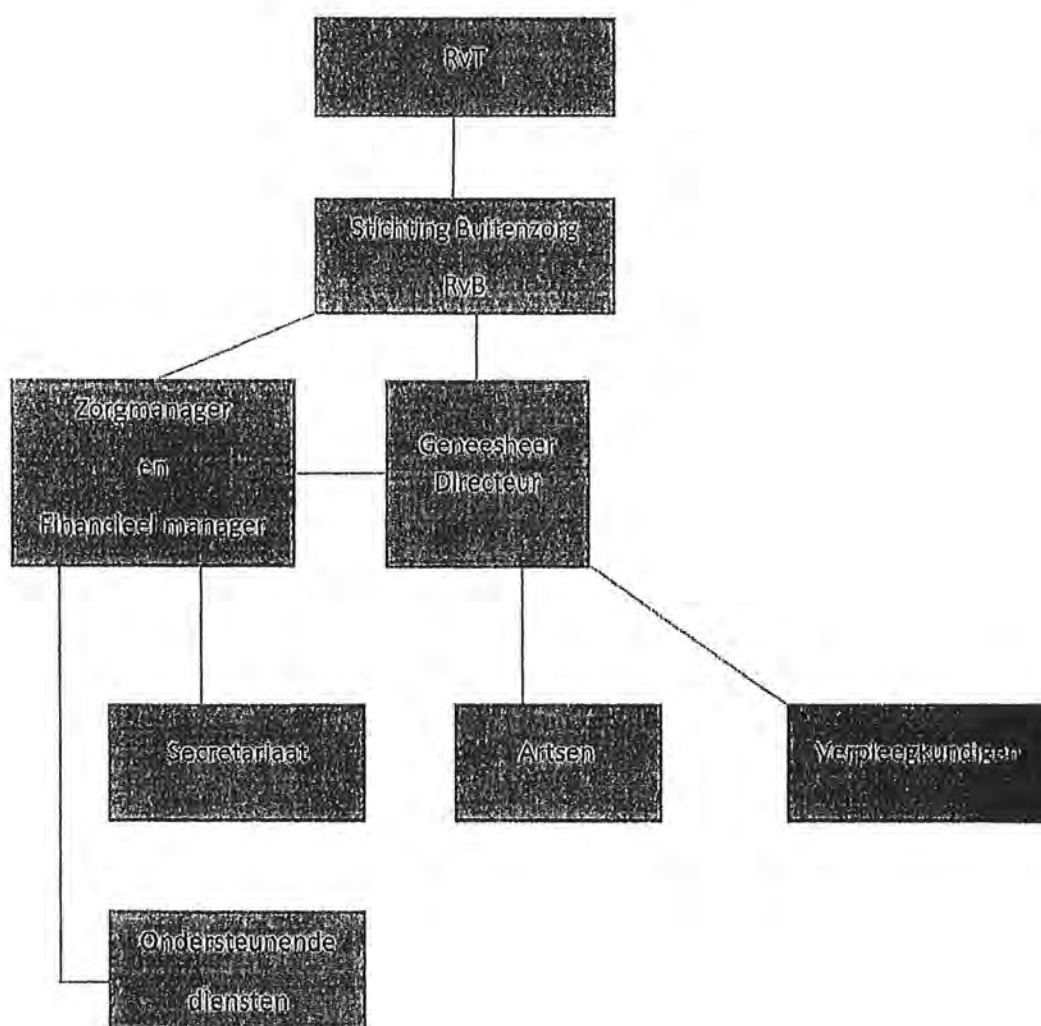 RvT
Stichting Buitenzorg
RvB
Zorgmanager
en
Financieel manager
Geneesheer
Directeur
Secretariaat
Artsen
Verpleegkundigen
Ondersteunende
diensten